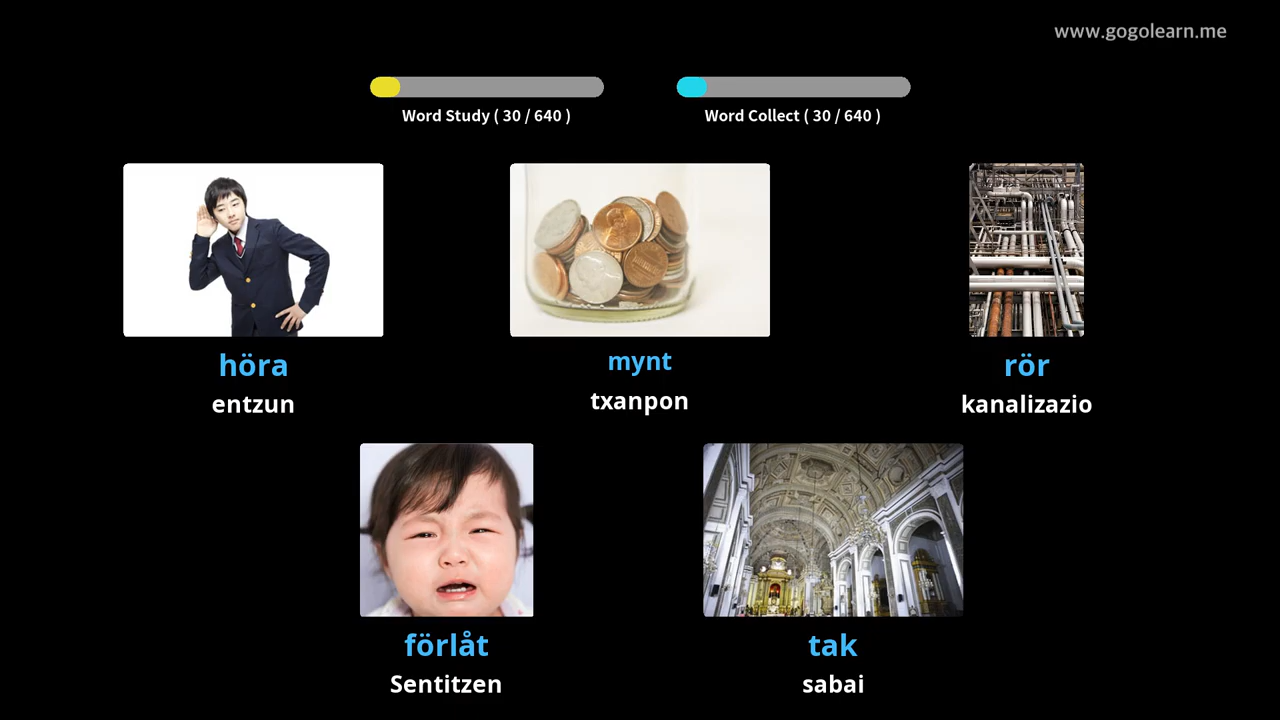 www.gogolearn.me
Word Study ( 30 / 640 )
Word Collect ( 30 / 640 )
höra
entzun
mynt
txanpon
rör
kanalizazio
förlåt
Sentitzen
tak
sabai